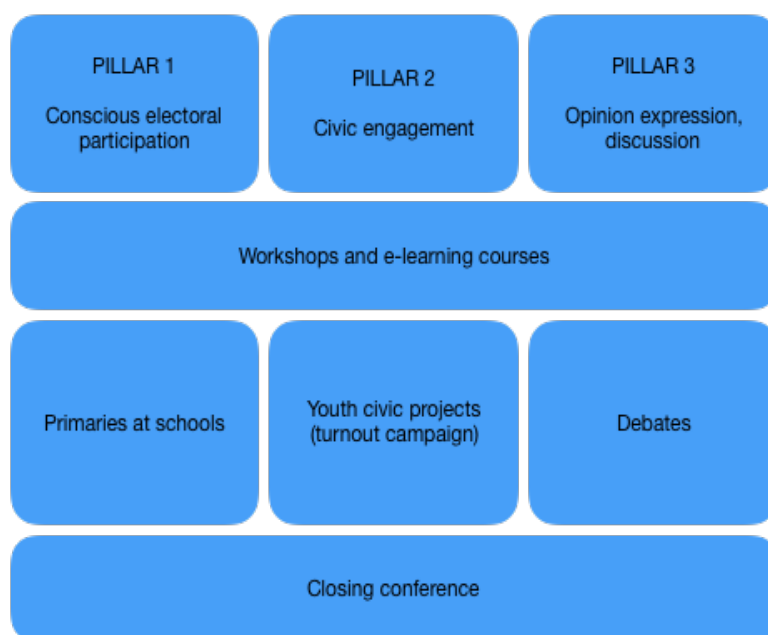 PILLAR 1
Conscious electoral
participation
PILLAR 2
Civic engagement
PILLAR 3
Opinion expression,
discussion
Workshops and e-learning courses
Primaries at schools
Youth civic projects
(turnout campaign)
Debates
Closing conference